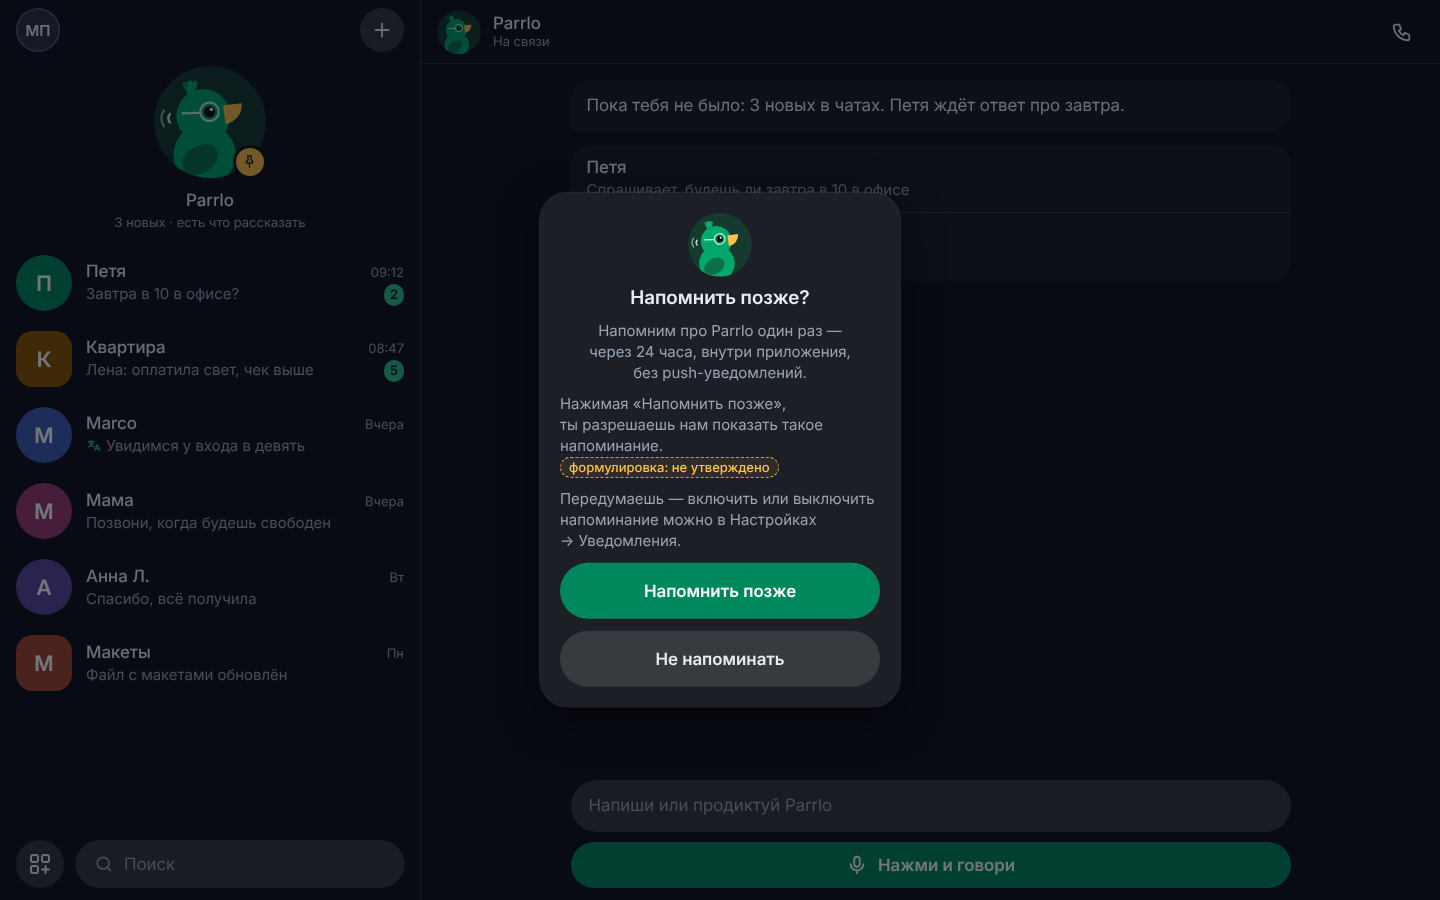 МП
Parrlo
3 новых · есть что рассказать
Петя
09:12
Завтра в 10 в офисе?
2
К
Квартира
08:47
Лена: оплатила свет, чек выше
5
M
Marco
Вчера
Увидимся у входа в девять
М
Мама
Вчера
Позвони, когда будешь свободен
А
Анна Л.
Вт
Спасибо, всё получила
М
Макеты
Пн
Файл с макетами обновлён
П
Поиск
Parrlo
На связи
Пока тебя не было: 3 новых в чатах. Петя ждёт ответ про завтра.
Петя
Спрашивает, будешь ли завтра в 10 в офисе
Напомнить позже?
Напомним про Parrlo один раз —
через 24 часа, внутри приложения,
без push-уведомлений.
Нажимая «Напомнить позже»,
ты разрешаешь нам показать такое
напоминание.
формулировка: не утверждено
Передумаешь — включить или выключить
напоминание можно в Настройках
→ Уведомления.
Напомнить позже
Не напоминать
Напиши или продиктуй Parrlo
Нажми и говори